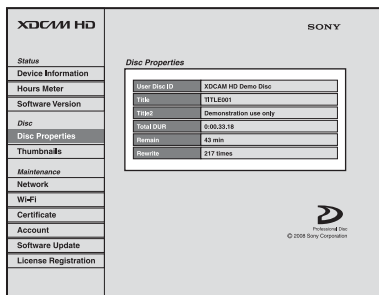 XDCAM HD
SONY
Status
Device Information
Hours Meter
Software Version
Disc
Disc Properties
Thumbnails
Maintenance
Network
Wi-Fi
Certificate
Account
Software Update
License Registration
Disc Properties
User Disc ID XDCAM HD Demo Disc
Title TITLE001
Title2 Demonstration use only
Total DUR 0:00.33.18
Remain 43 min
Rewrite 217 times
Professional Disc
© 2008 Sony Corporation